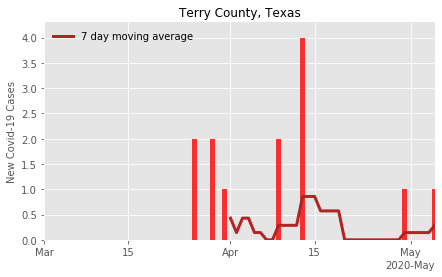 Terry County, Texas
7 day moving average
New Covid-19 Cases
4.0
3.5
3.0
2.5
2.0
1.5
1.0
0.5
0.0
Mar 15 Apr 15 May
2020-May